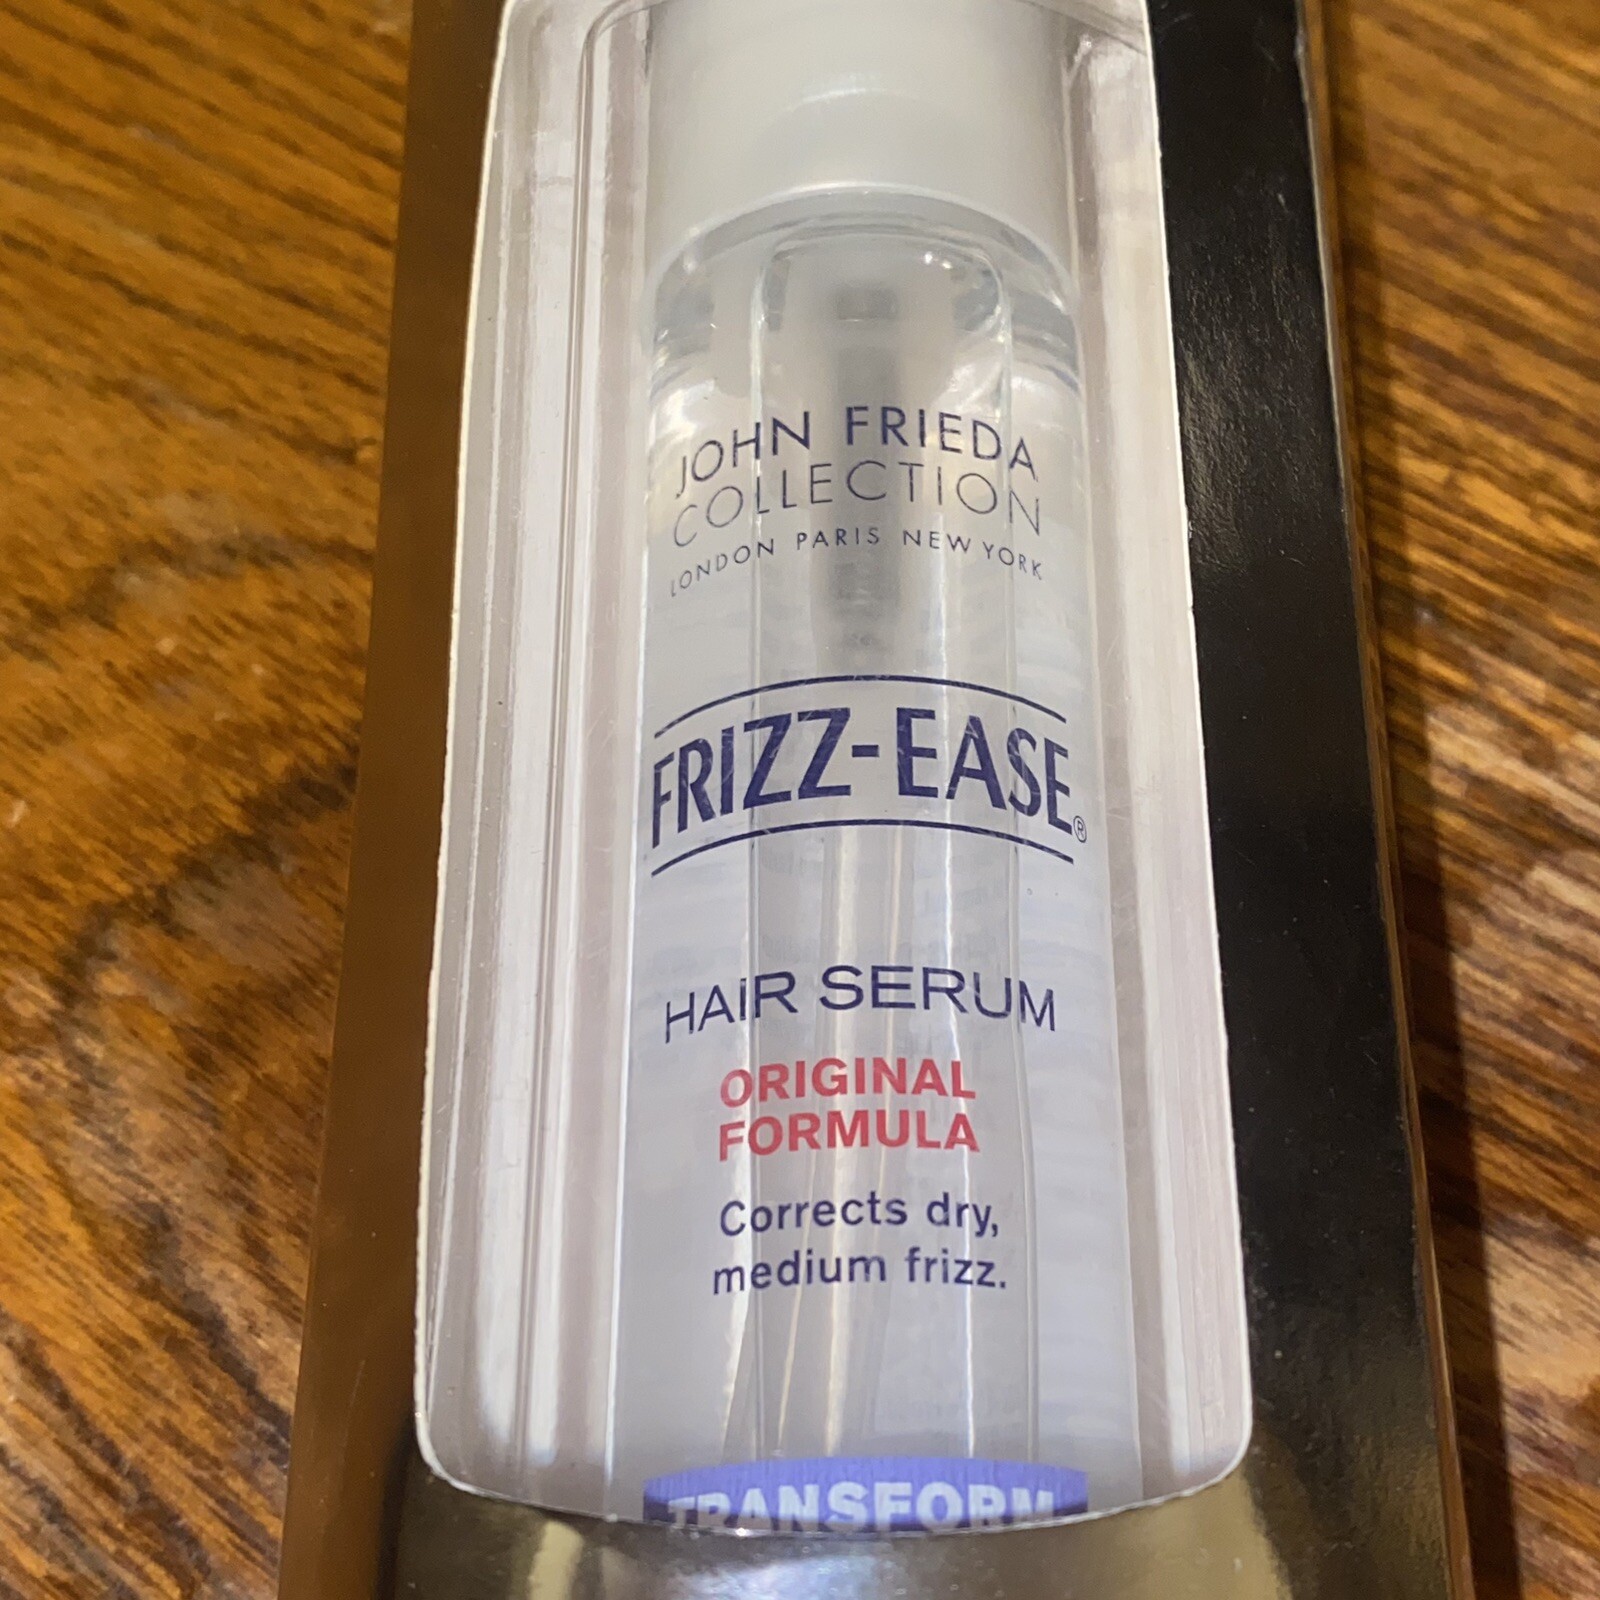 JOHN FRIEDA
COLLECTION
LONDON PARIS NEW YORK
FRIZZ-EASE®
HAIR SERUM
ORIGINAL
FORMULA
Corrects dry,
medium frizz.
TRANSFORM